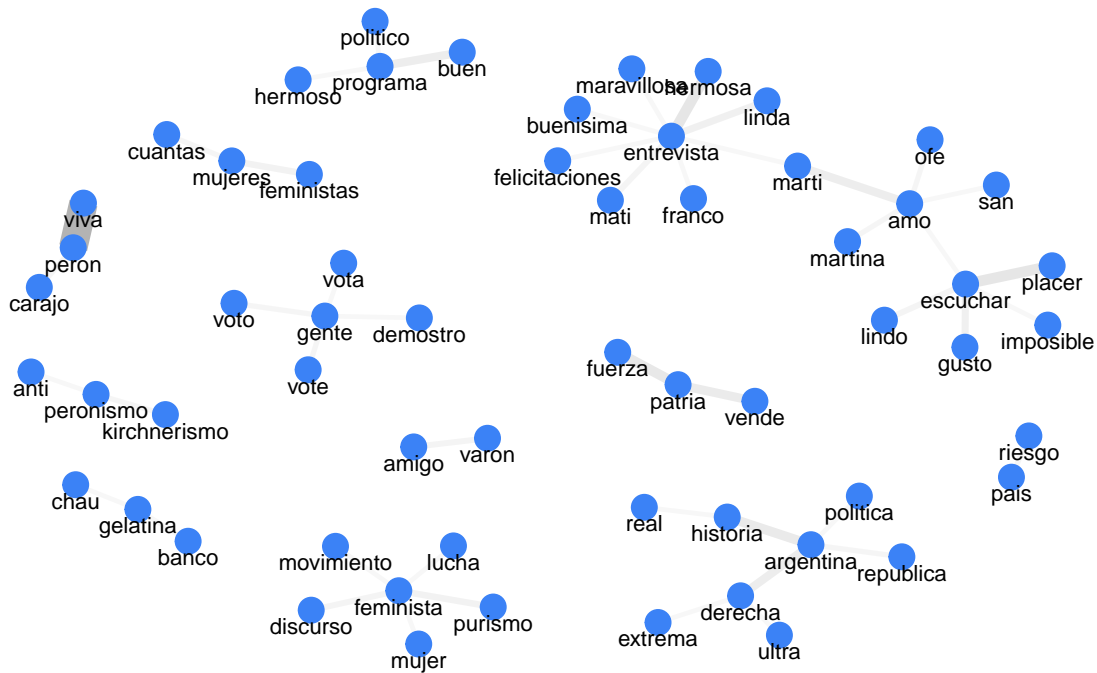 politico
buen
programa
hermoso
maravillosa
hermosa
linda
buenisima
entrevista
felicitaciones
mati
franco
marti
ofe
san
amo
martina
cuantas
mujeres
feministas
viva
peron
carajo
vota
voto
gente
demostro
vote
escuchar
placer
lindo
gusto
imposible
fuerza
patria
vende
anti
peronismo
kirchnerismo
amigo
varon
riesgo
pais
chau
gelatina
banco
real
historia
politica
argentina
republica
derecha
extrema
ultra
movimiento
lucha
feminista
discurso
purismo
mujer